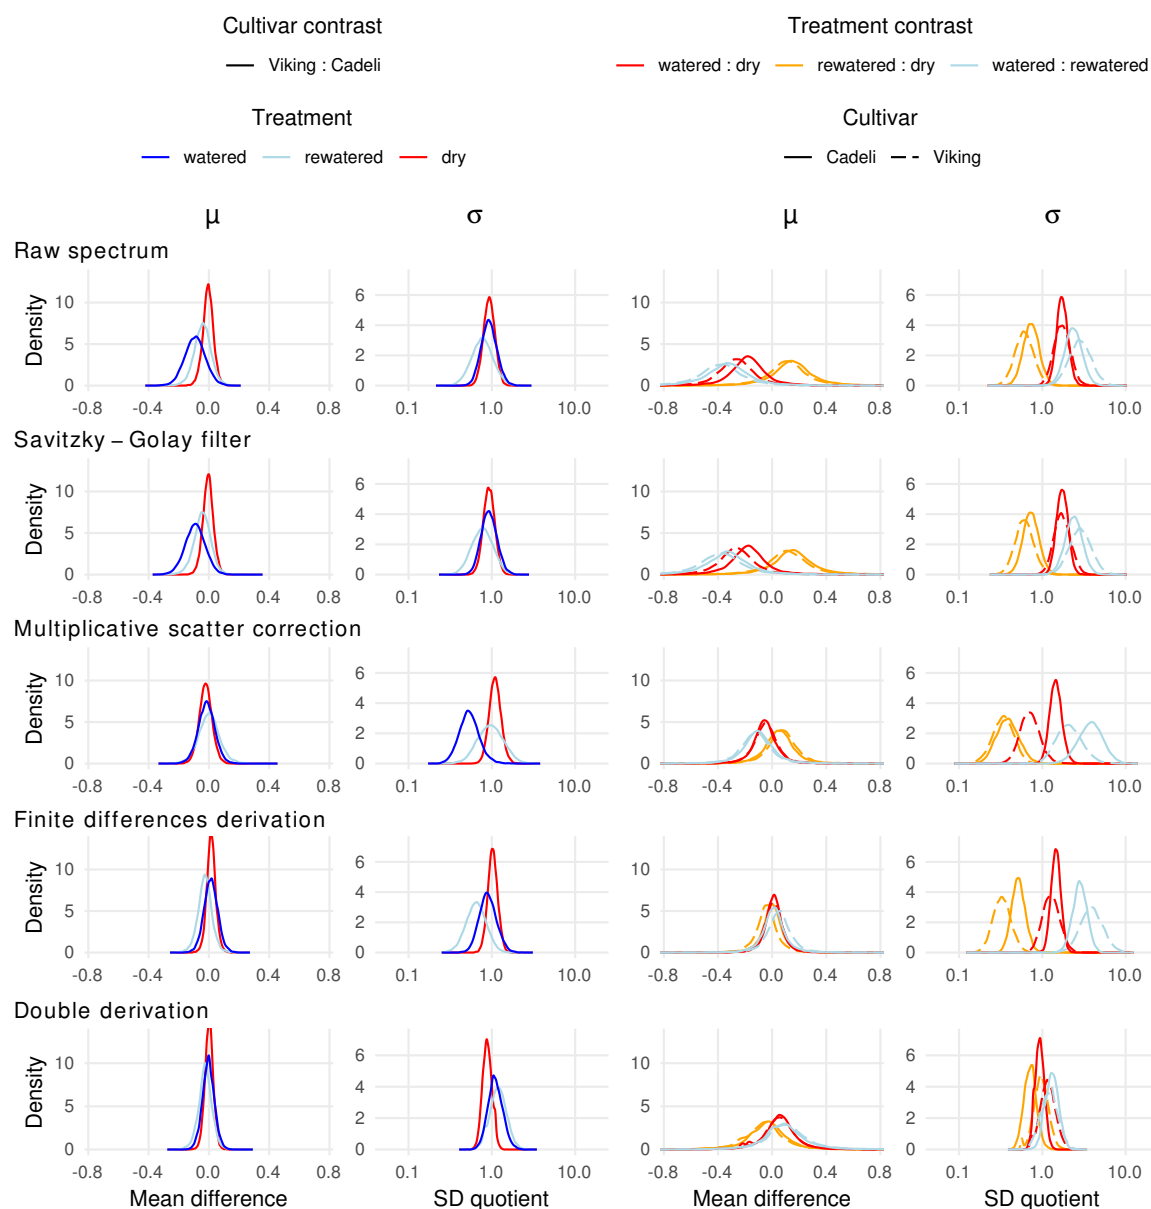 Cultivar contrast
Treatment contrast
Viking : Cadeli
watered : dry
rewatered : dry
watered : rewatered
Treatment
Cultivar
watered
rewatered
dry
Cadeli
Viking
μ
σ
μ
σ
Raw spectrum
Density
0 5 10
0 2 4 6
0 5 10
0 2 4 6
-0.8 -0.4 0.0 0.4
0.1 1.0 10.0
-0.8 -0.4 0.0 0.4 0.8
0.1 1.0 10.0
Savitzky – Golay filter
Density
0 5 10
0 2 4 6
0 5 10
0 2 4 6
-0.8 -0.4 0.0 0.4
0.1 1.0 10.0
-0.8 -0.4 0.0 0.4 0.8
0.1 1.0 10.0
Multiplicative scatter correction
Density
0 5 10
0 2 4 6
0 5 10
0 2 4 6
-0.8 -0.4 0.0 0.4
0.1 1.0 10.0
-0.8 -0.4 0.0 0.4 0.8
0.1 1.0 10.0
Finite differences derivation
Density
0 5 10
0 2 4 6
0 5 10
0 2 4 6
-0.8 -0.4 0.0 0.4
0.1 1.0 10.0
-0.8 -0.4 0.0 0.4 0.8
0.1 1.0 10.0
Double derivation
Density
0 5 10
0 2 4 6
0 5 10
0 2 4 6
-0.8 -0.4 0.0 0.4
0.1 1.0 10.0
-0.8 -0.4 0.0 0.4 0.8
0.1 1.0 10.0
Mean difference
SD quotient
Mean difference
SD quotient